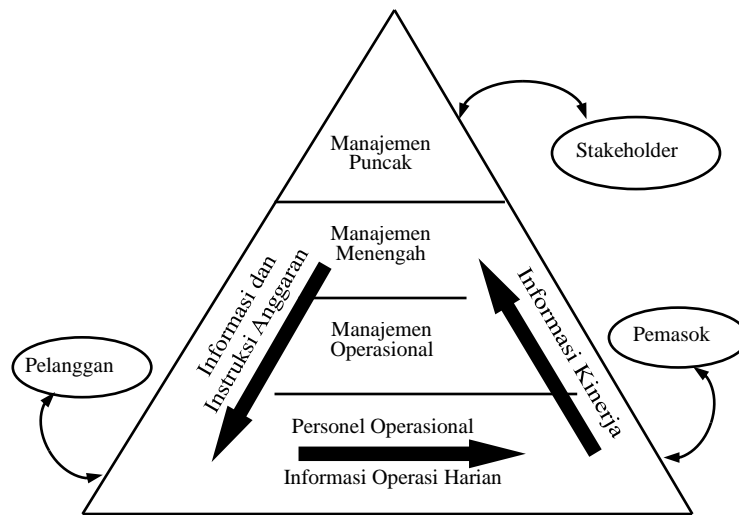 Manajemen
Puncak
Stakeholder
Manajemen
Menengah
Informasi dan
Instruksi Anggaran
Informasi Kinerja
Manajemen
Operasional
Pelanggan
Pemasok
Personel Operasional
Informasi Operasi Harian